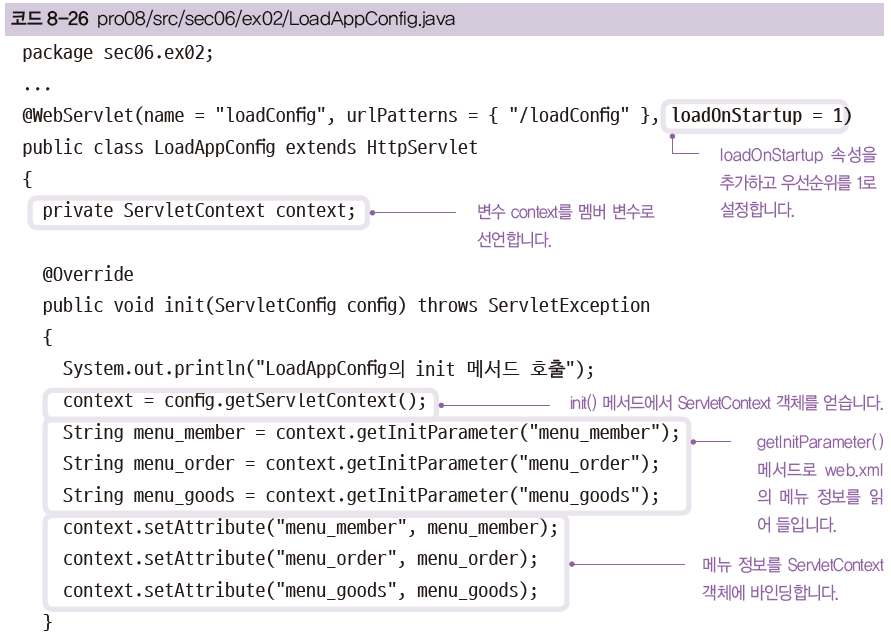 코드 8-26 pro08/src/sec06/ex02/LoadAppConfig.java
package sec06.ex02;
...
@WebServlet(name = "loadConfig", urlPatterns = { "/loadConfig" }, loadOnStartup = 1)
public class LoadAppConfig extends HttpServlet
loadOnStartup 속성을
추가하고 우선순위를 1로
설정합니다.
{
private ServletContext context;
변수 context를 멤버 변수로
선언합니다.
@Override
public void init(ServletConfig config) throws ServletException
{
System.out.println("LoadAppConfig의 init 메서드 호출");
context = config.getServletContext();
init() 메서드에서 ServletContext 객체를 얻습니다.
String menu_member = context.getInitParameter("menu_member");
String menu_order = context.getInitParameter("menu_order");
String menu_goods = context.getInitParameter("menu_goods");
getInitParameter()
메서드로 web.xml
의 메뉴 정보를 읽
어 들입니다.
context.setAttribute("menu_member", menu_member);
context.setAttribute("menu_order", menu_order);
context.setAttribute("menu_goods", menu_goods);
메뉴 정보를 ServletContext
객체에 바인딩합니다.
}